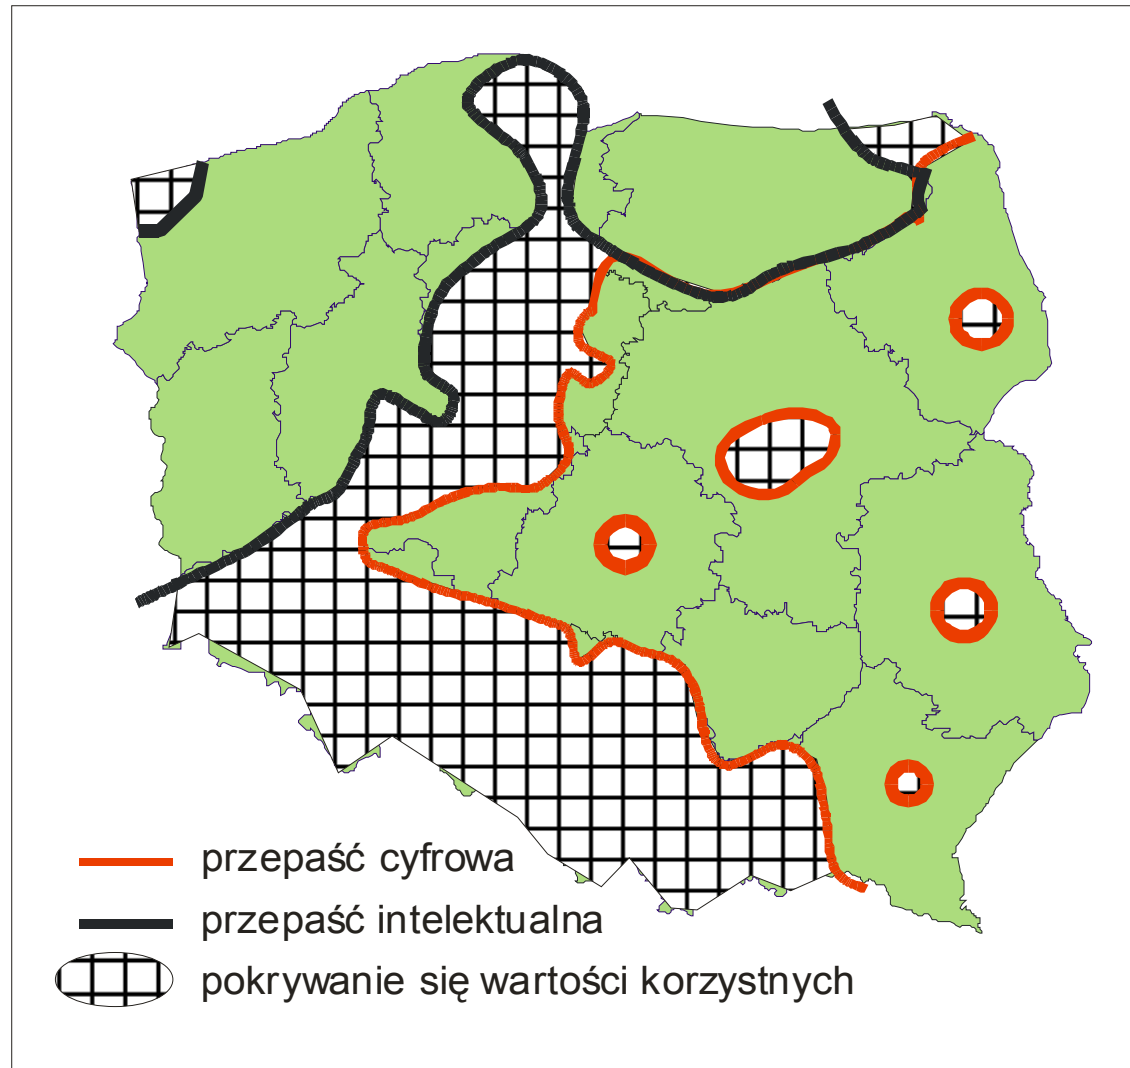 przepaść cyfrowa
przepaść intelektualna
pokrywanie się wartości korzystnych